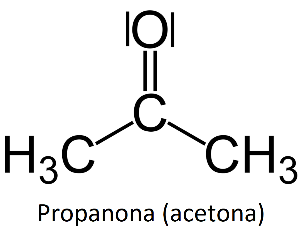 |O|
C
H₃C CH₃
Propanona (acetona)